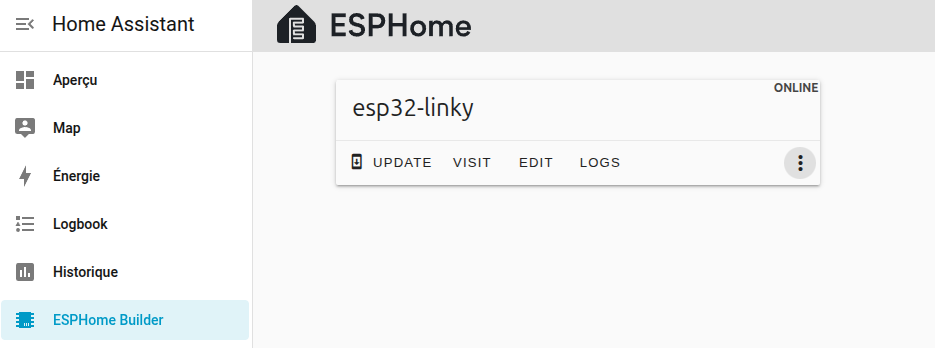 Home Assistant
Aperçu
Map
Énergie
Logbook
Historique
ESPHome Builder
ESPHome
ONLINE
esp32-linky
UPDATE VISIT EDIT LOGS